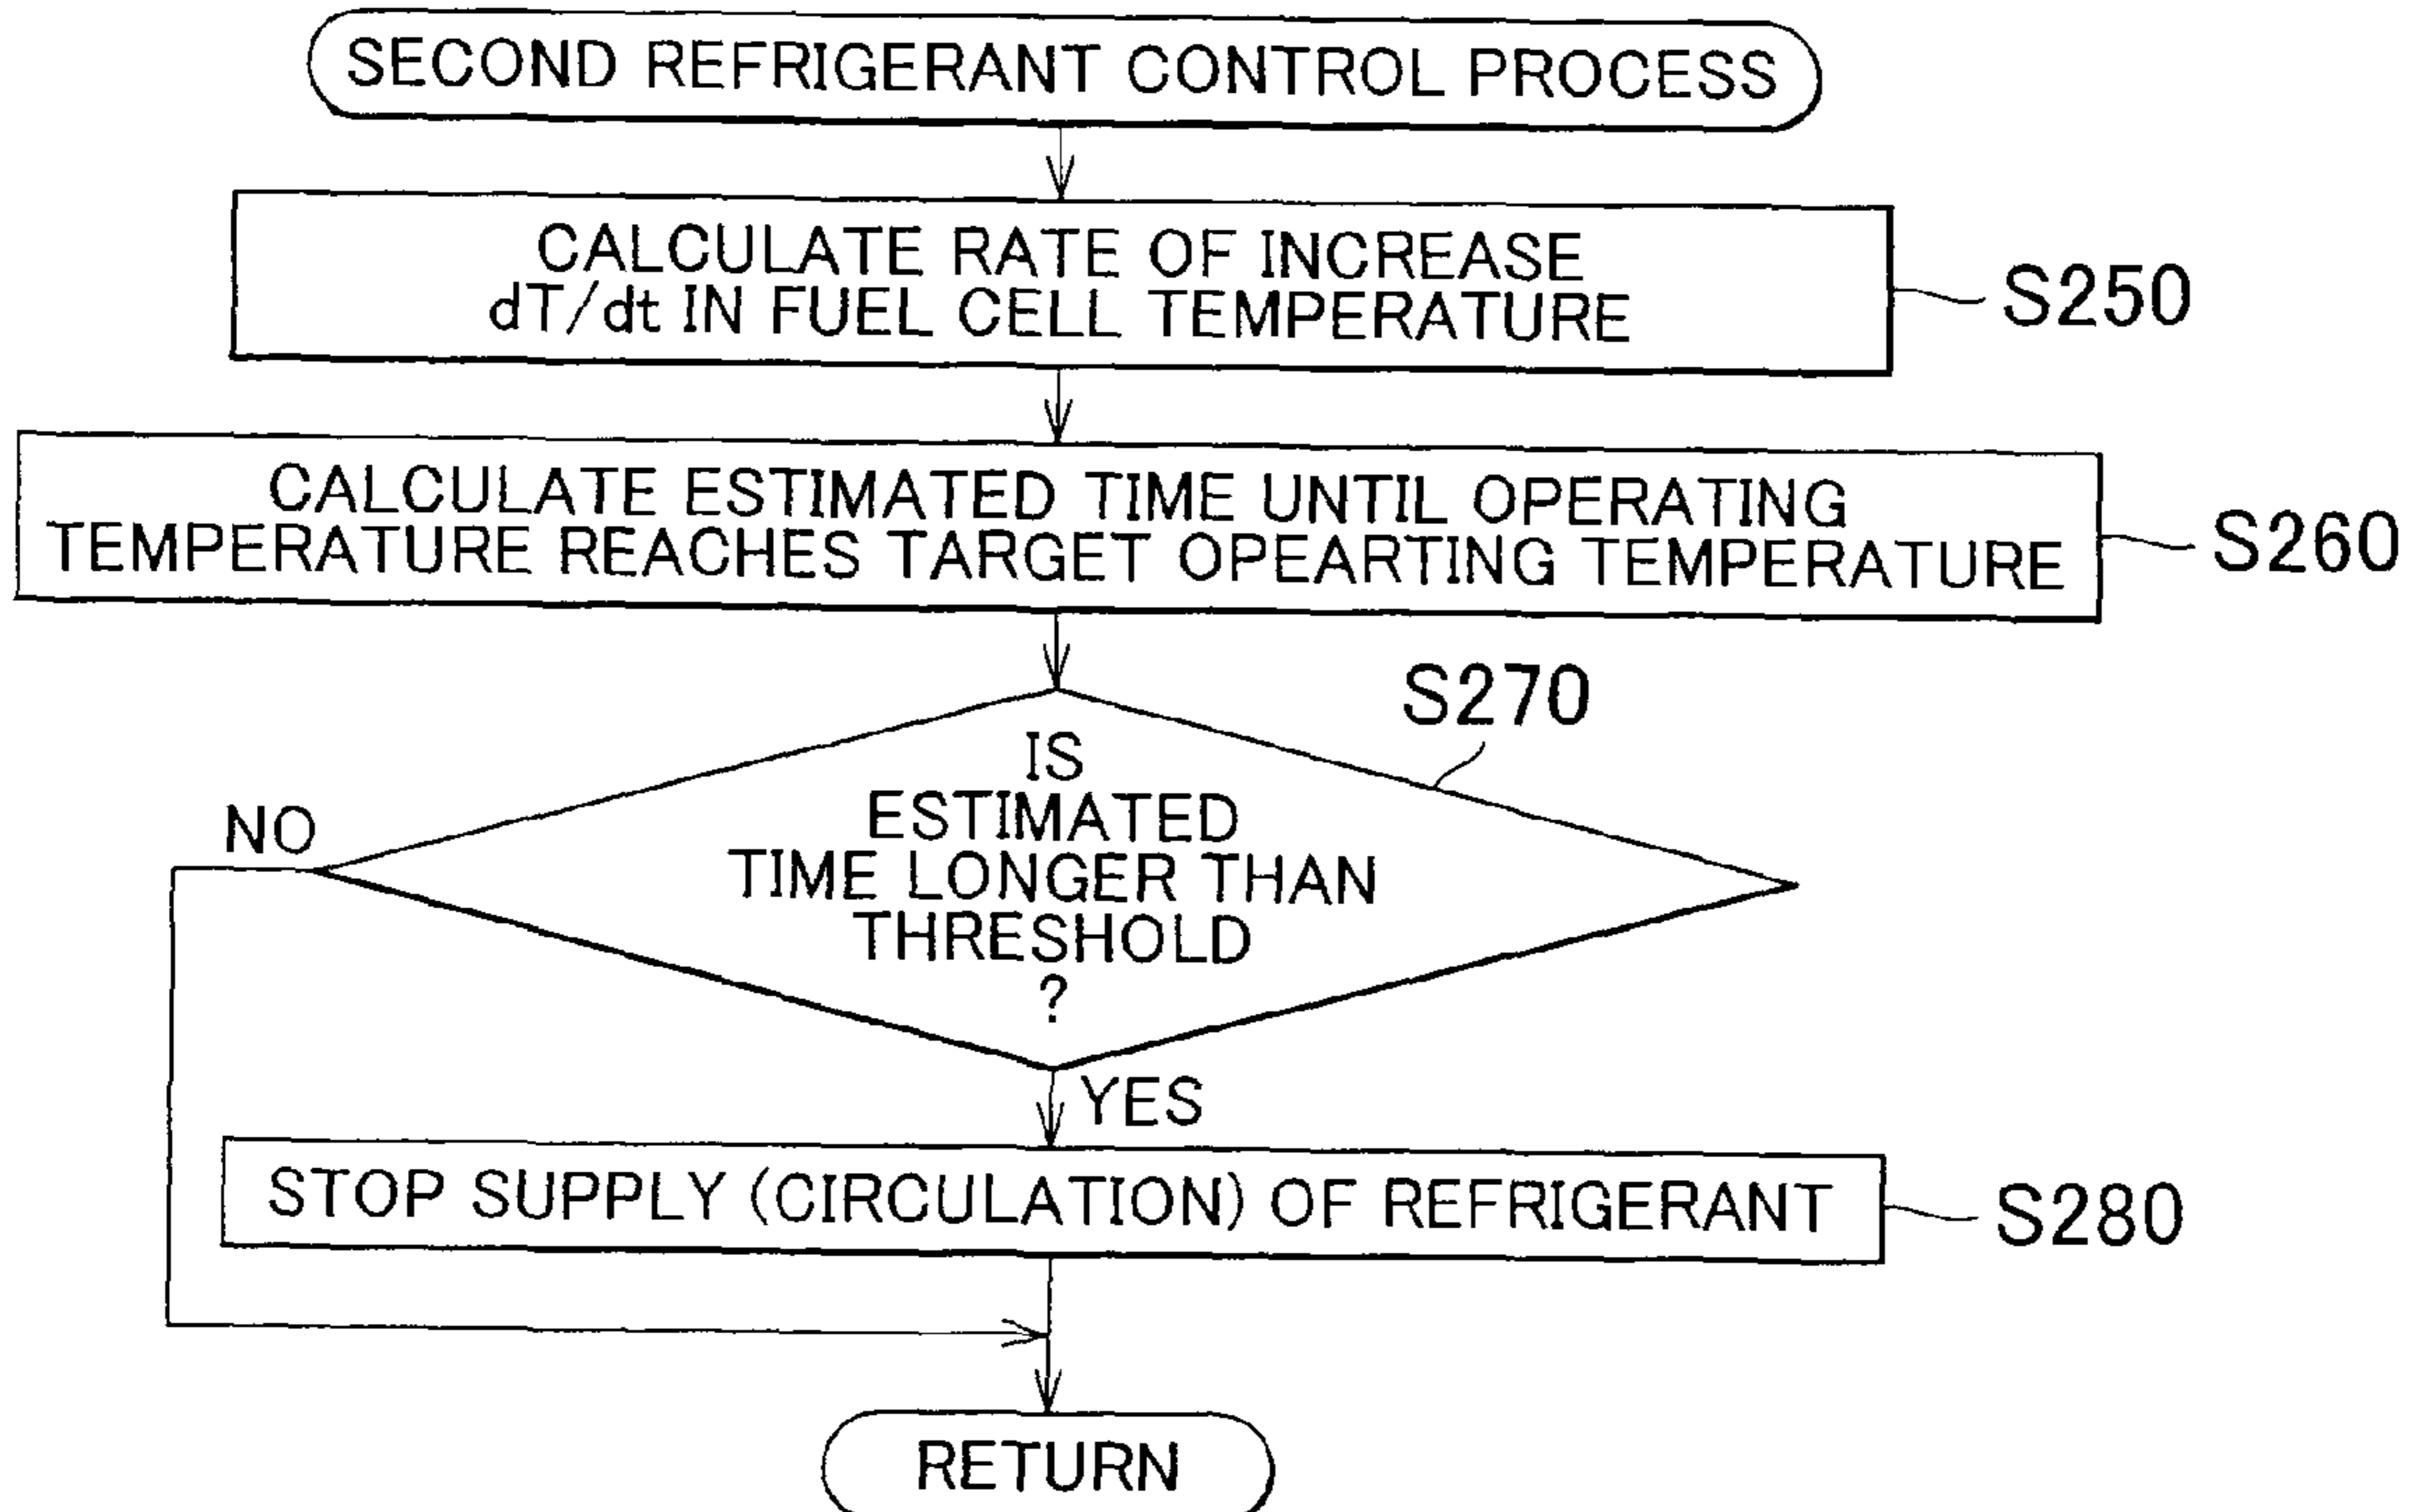 SECOND REFRIGERANT CONTROL PROCESS
CALCULATE RATE OF INCREASE
dT/dt IN FUEL CELL TEMPERATURE
S250
CALCULATE ESTIMATED TIME UNTIL OPERATING
TEMPERATURE REACHES TARGET OPEARTING TEMPERATURE
S260
S270
IS
ESTIMATED
TIME LONGER THAN
THRESHOLD
?
NO
YES
STOP SUPPLY (CIRCULATION) OF REFRIGERANT
S280
RETURN